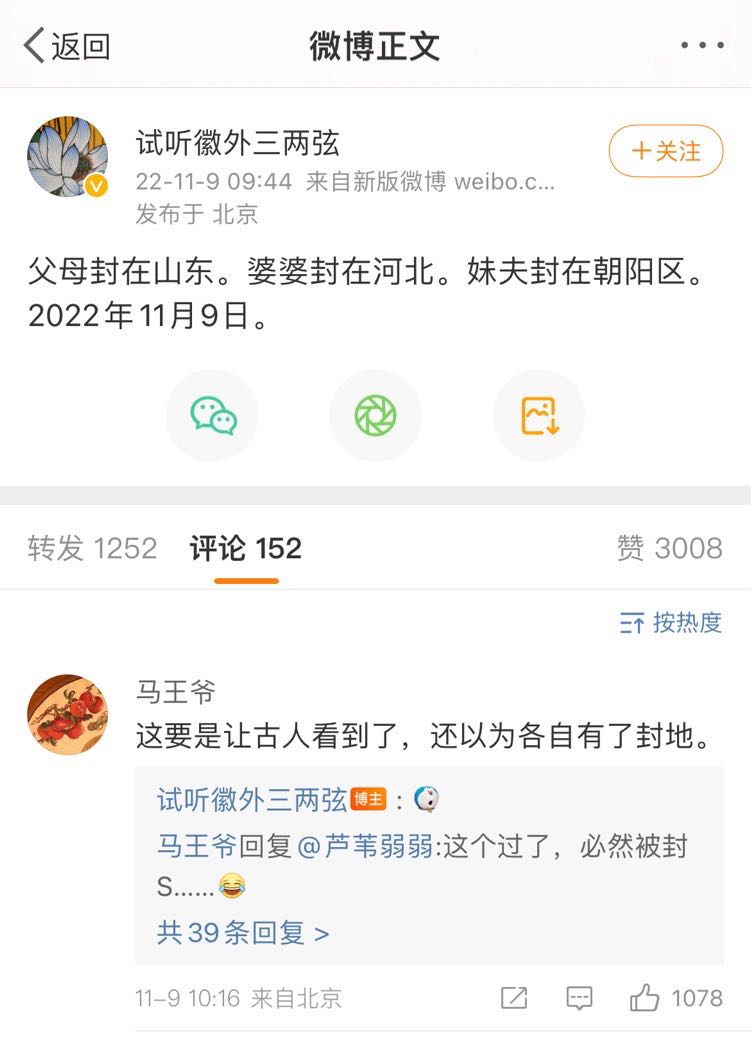 返回
微博正文
试听徽外三两弦
+关注
22-11-9 09:44 来自新版微博 weibo.c...
发布于 北京
父母封在山东。婆婆封在河北。妹夫封在朝阳区。
2022年11月9日。
转发 1252 评论 152 赞 3008
按热度
马王爷
这要是让古人看到了，还以为各自有了封地。
试听徽外三两弦 博主 :
马王爷回复@芦苇弱弱:这个过了，必然被封
S……😂
共39条回复 >
11-9 10:16 来自北京 1078